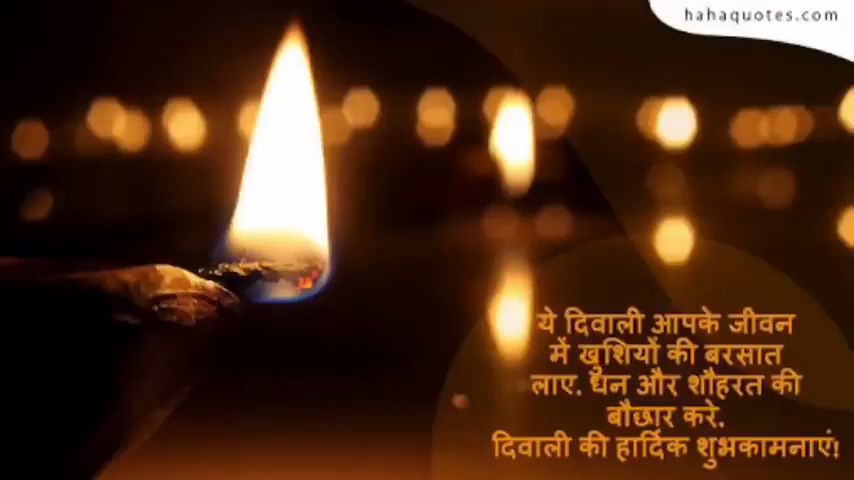 hahaquotes.com
ये दिवाली आपके जीवन
में खुशियों की बरसात
लाए, धन और शौहरत की
बौछार करे.
दिवाली की हार्दिक शुभकामनाएं!